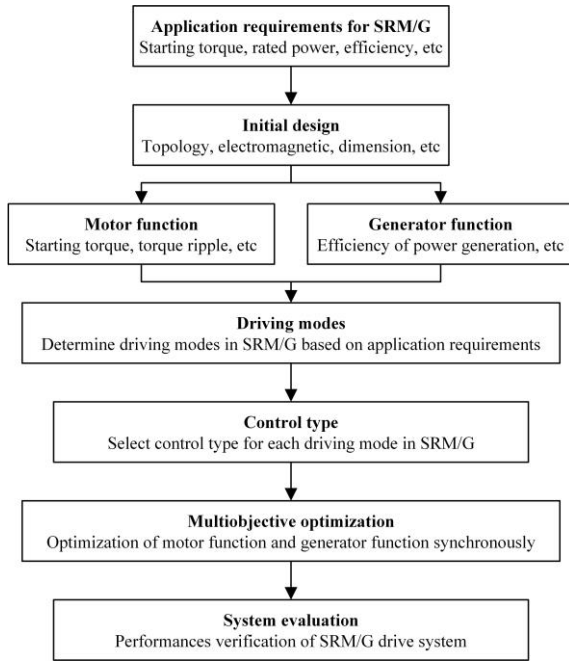 Application requirements for SRM/G
Starting torque, rated power, efficiency, etc
Initial design
Topology, electromagnetic, dimension, etc
Motor function
Starting torque, torque ripple, etc
Generator function
Efficiency of power generation, etc
Driving modes
Determine driving modes in SRM/G based on application requirements
Control type
Select control type for each driving mode in SRM/G
Multiobjective optimization
Optimization of motor function and generator function synchronously
System evaluation
Performances verification of SRM/G drive system